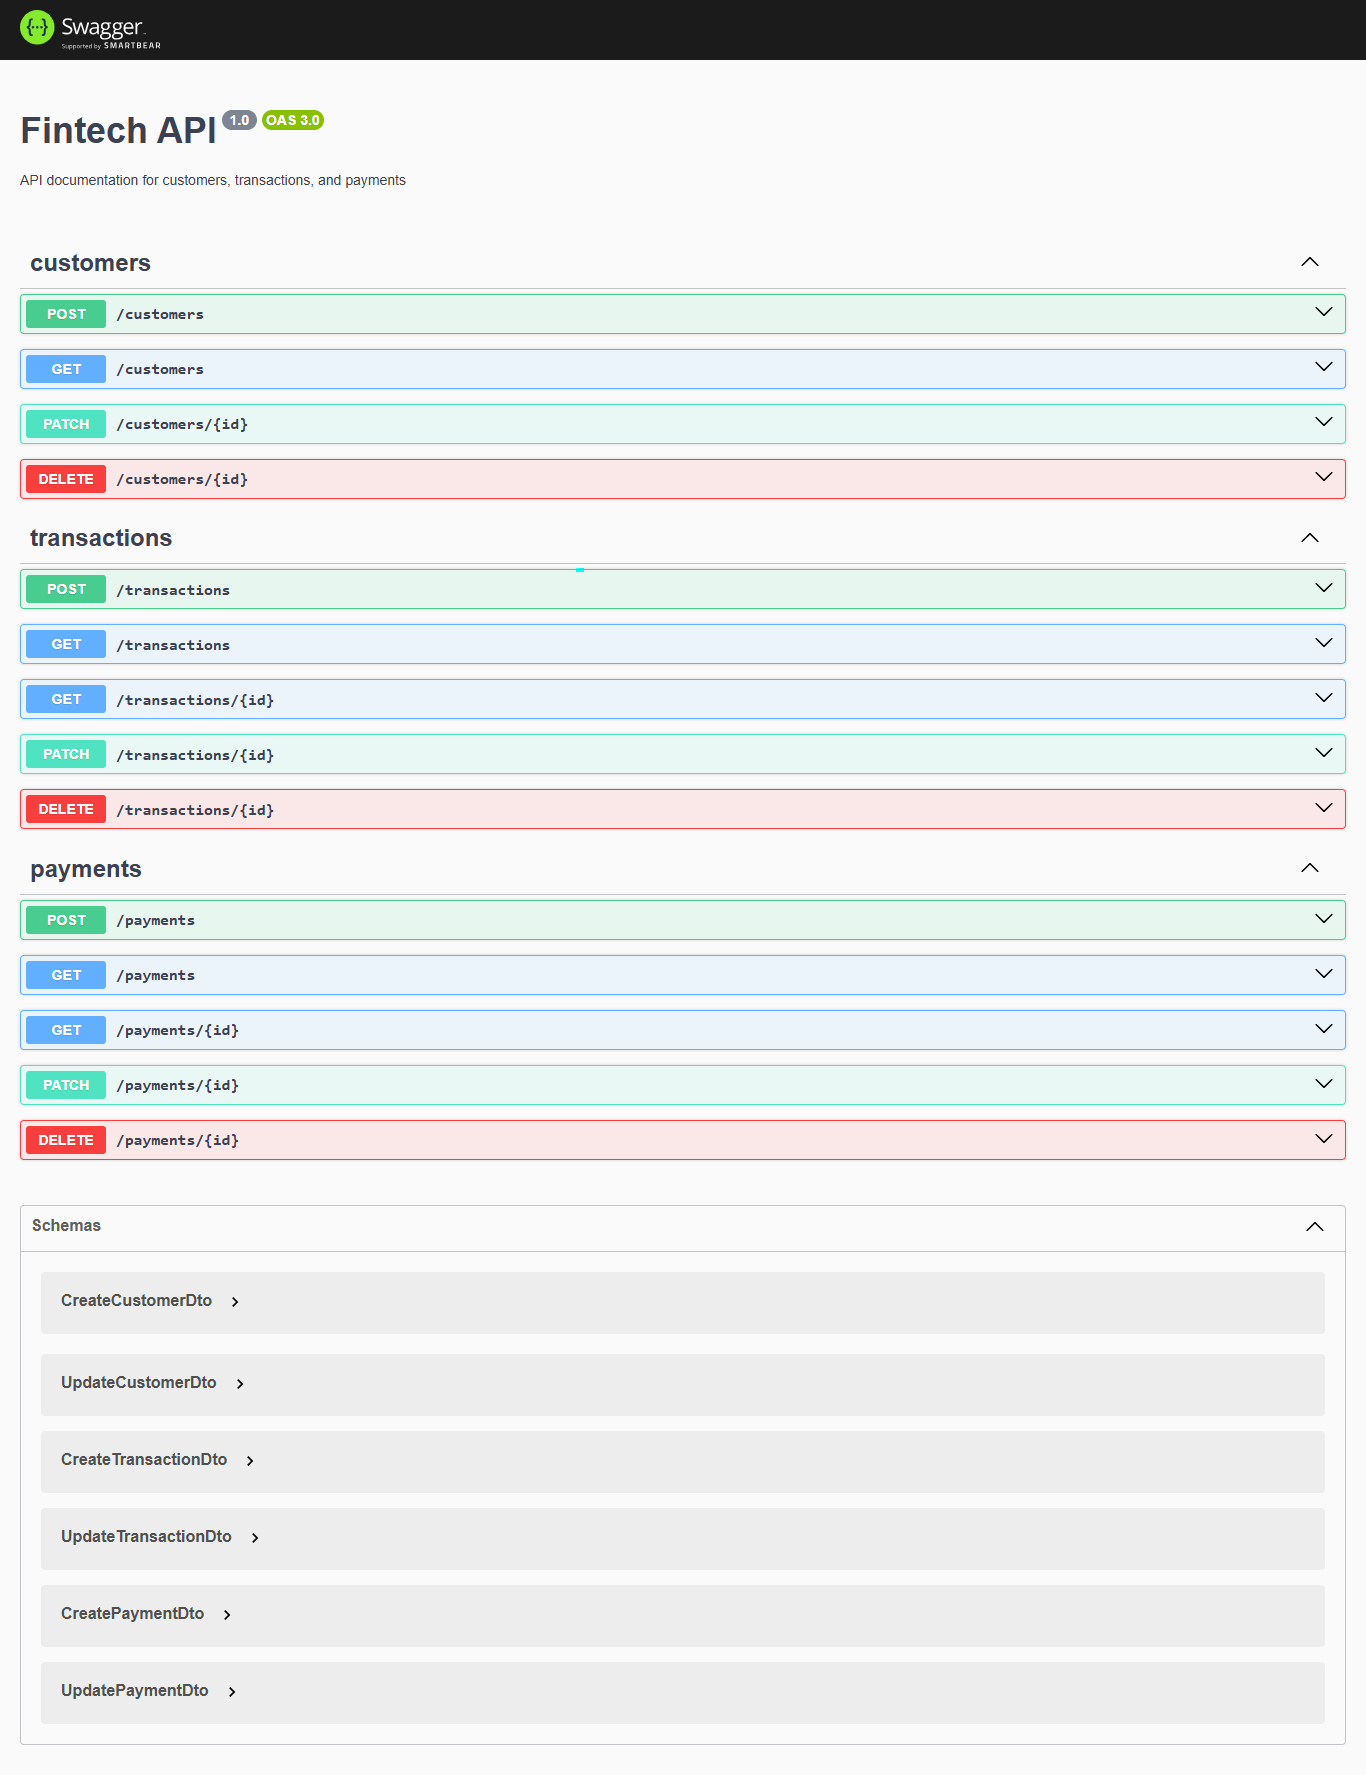 Swagger
Supported by SMARTBEAR
Fintech API 1.0 OAS 3.0
API documentation for customers, transactions, and payments
customers
POST /customers
GET /customers
PATCH /customers/{id}
DELETE /customers/{id}
transactions
POST /transactions
GET /transactions
GET /transactions/{id}
PATCH /transactions/{id}
DELETE /transactions/{id}
payments
POST /payments
GET /payments
GET /payments/{id}
PATCH /payments/{id}
DELETE /payments/{id}
Schemas
CreateCustomerDto
UpdateCustomerDto
CreateTransactionDto
UpdateTransactionDto
CreatePaymentDto
UpdatePaymentDto